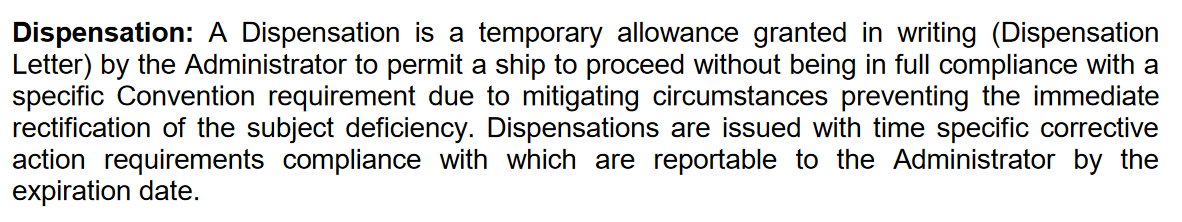 Dispensation: A Dispensation is a temporary allowance granted in writing (Dispensation
Letter) by the Administrator to permit a ship to proceed without being in full compliance with a
specific Convention requirement due to mitigating circumstances preventing the immediate
rectification of the subject deficiency. Dispensations are issued with time specific corrective
action requirements compliance with which are reportable to the Administrator by the
expiration date.